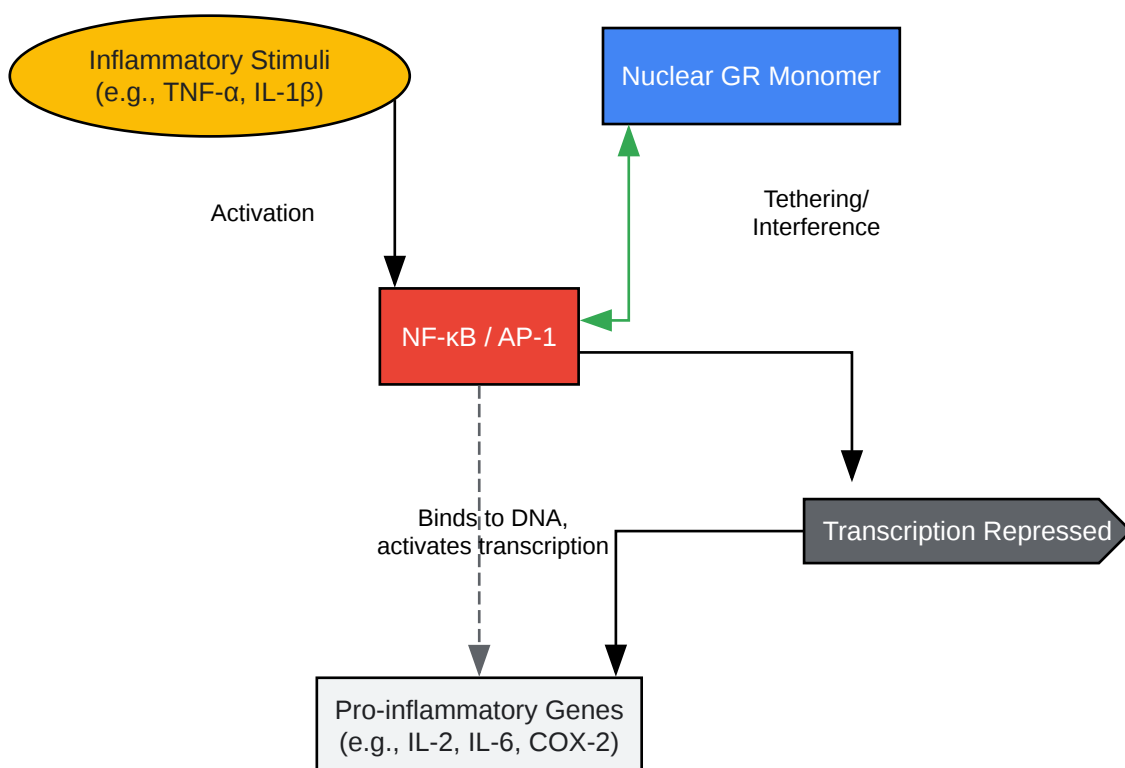 Inflammatory Stimuli
(e.g., TNF-α, IL-1β)
Nuclear GR Monomer
Activation
Tethering/
Interference
NF-κB / AP-1
Binds to DNA,
activates transcription
Transcription Repressed
Pro-inflammatory Genes
(e.g., IL-2, IL-6, COX-2)